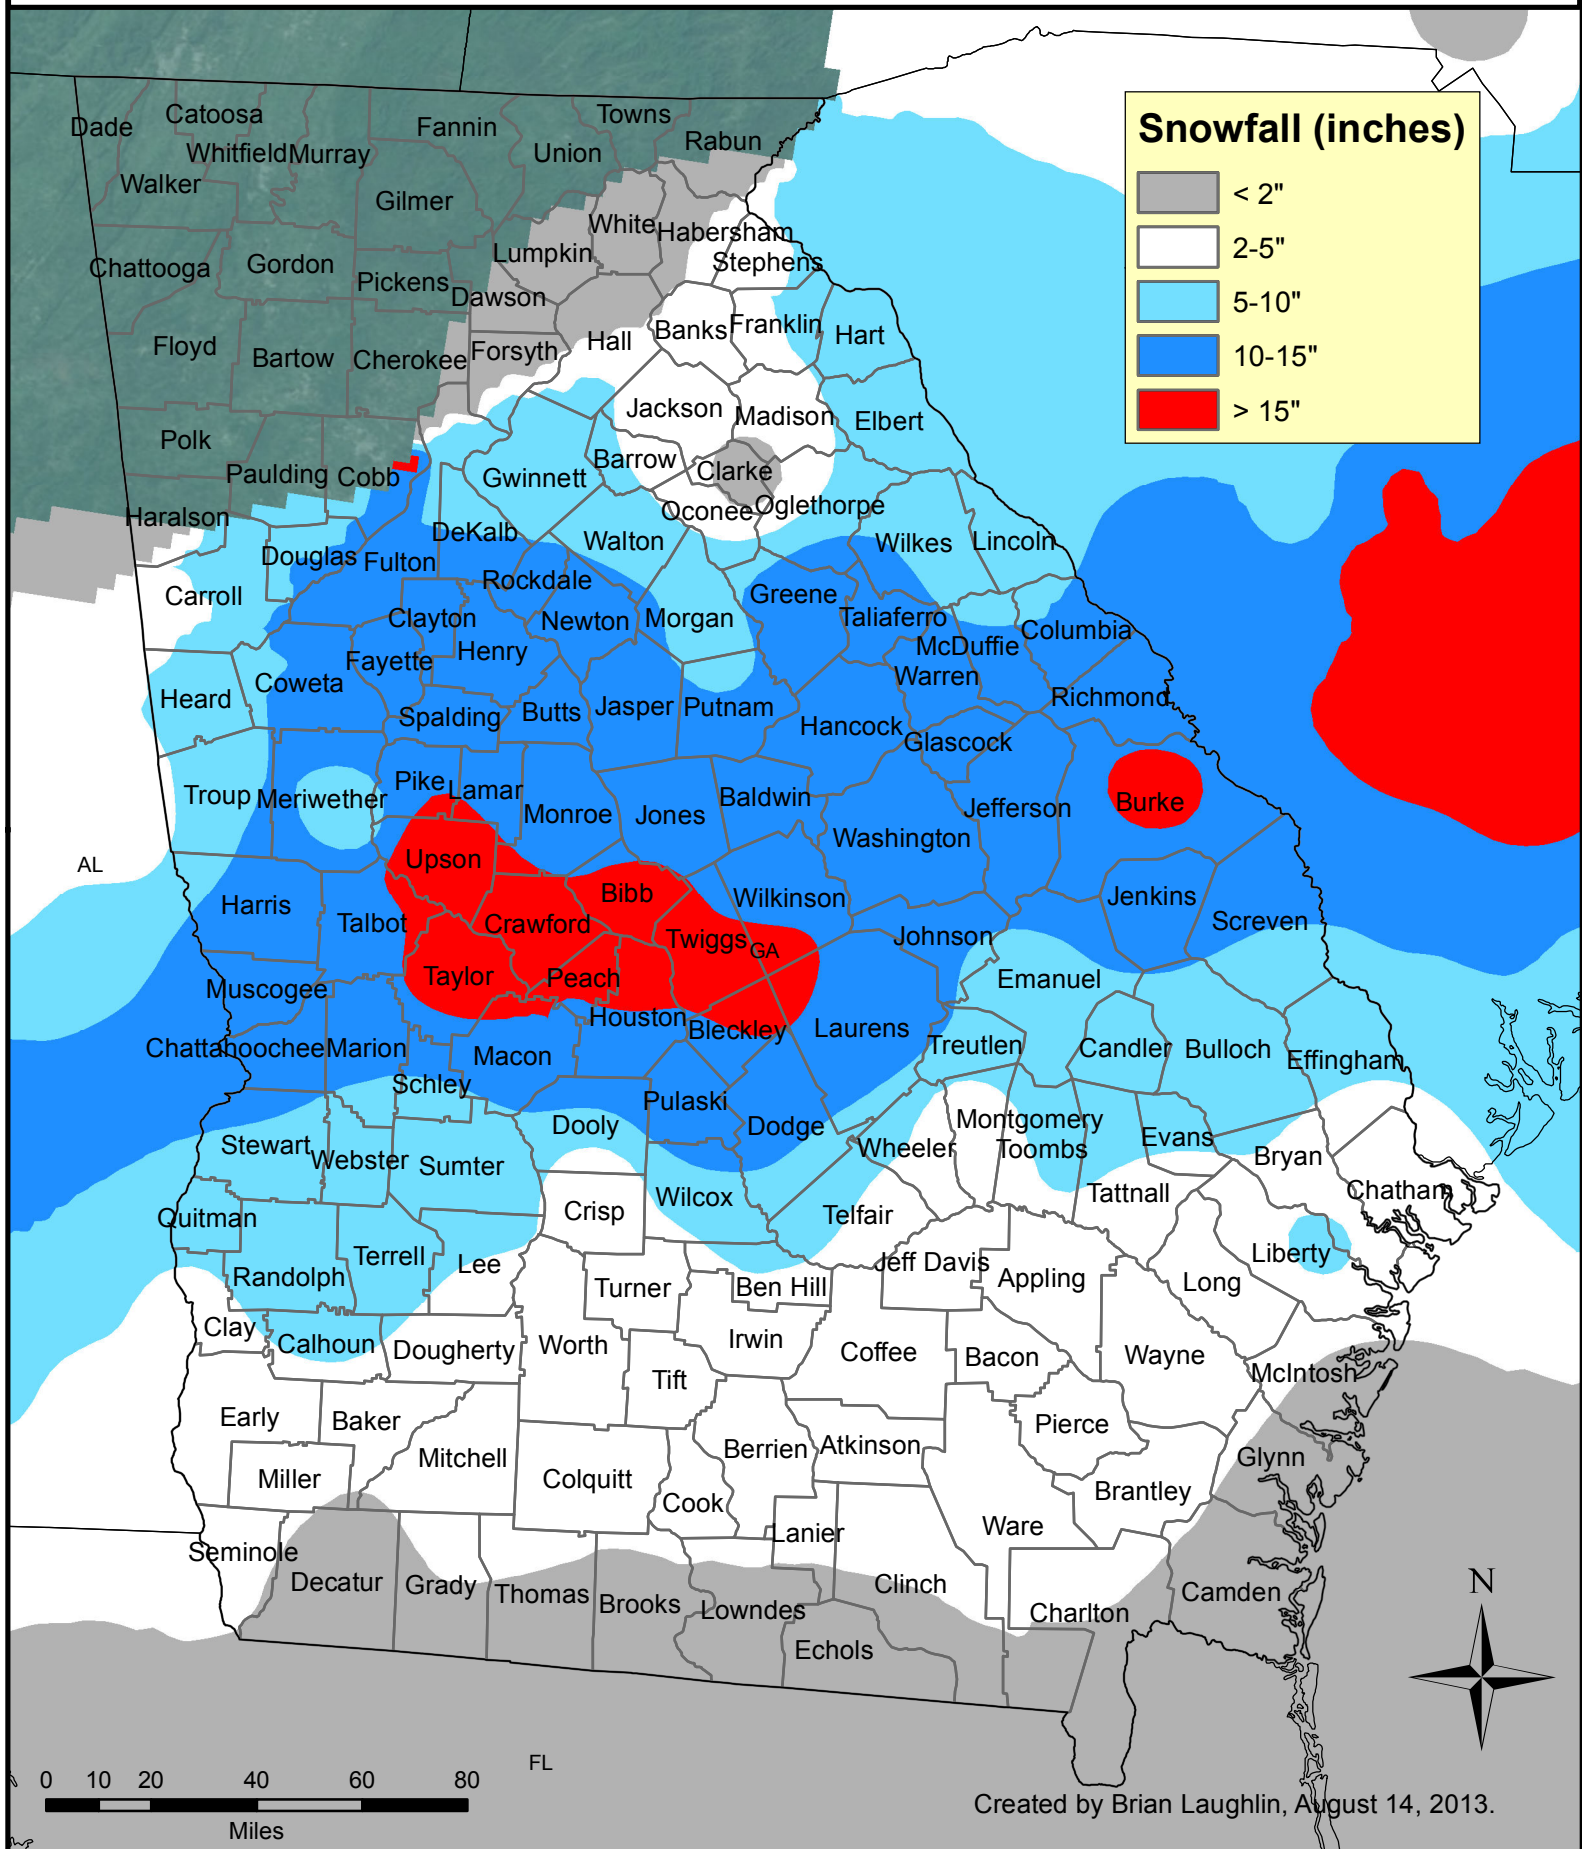 Snowfall (inches)
< 2"
2-5"
5-10"
10-15"
> 15"
Dade
Catoosa
Whitfield
Murray
Fannin
Towns
Union
Rabun
Walker
Gilmer
White
Habersham
Lumpkin
Stephens
Chattooga
Gordon
Pickens
Dawson
Floyd
Bartow
Cherokee
Forsyth
Hall
Banks
Franklin
Hart
Jackson
Madison
Elbert
Polk
Paulding
Cobb
Gwinnett
Barrow
Clarke
Oconee
Oglethorpe
Haralson
Douglas
Fulton
DeKalb
Walton
Wilkes
Lincoln
Carroll
Rockdale
Clayton
Newton
Morgan
Greene
Taliaferro
McDuffie
Columbia
Fayette
Henry
Warren
Heard
Coweta
Spalding
Butts
Jasper
Putnam
Hancock
Glascock
Richmond
Troup
Meriwether
Pike
Lamar
Monroe
Jones
Baldwin
Washington
Jefferson
Burke
AL
Upson
Harris
Talbot
Crawford
Bibb
Wilkinson
Twiggs
GA
Johnson
Jenkins
Screven
Muscogee
Taylor
Peach
Emanuel
Houston
Bleckley
Laurens
Chattahoochee
Marion
Macon
Treutlen
Candler
Bulloch
Effingham
Schley
Pulaski
Dooly
Dodge
Montgomery
Stewart
Webster
Sumter
Wheeler
Toombs
Evans
Bryan
Quitman
Crisp
Wilcox
Telfair
Tattnall
Chatham
Randolph
Terrell
Lee
Turner
Ben Hill
Jeff Davis
Appling
Long
Liberty
Clay
Calhoun
Dougherty
Worth
Irwin
Coffee
Bacon
Wayne
McIntosh
Tift
Early
Baker
Mitchell
Berrien
Atkinson
Pierce
Glynn
Miller
Colquitt
Cook
Brantley
Lanier
Ware
Seminole
Decatur
Grady
Thomas
Brooks
Lowndes
Clinch
Charlton
Camden
Echols
N
FL
0 10 20 40 60 80
Miles
Created by Brian Laughlin, August 14, 2013.